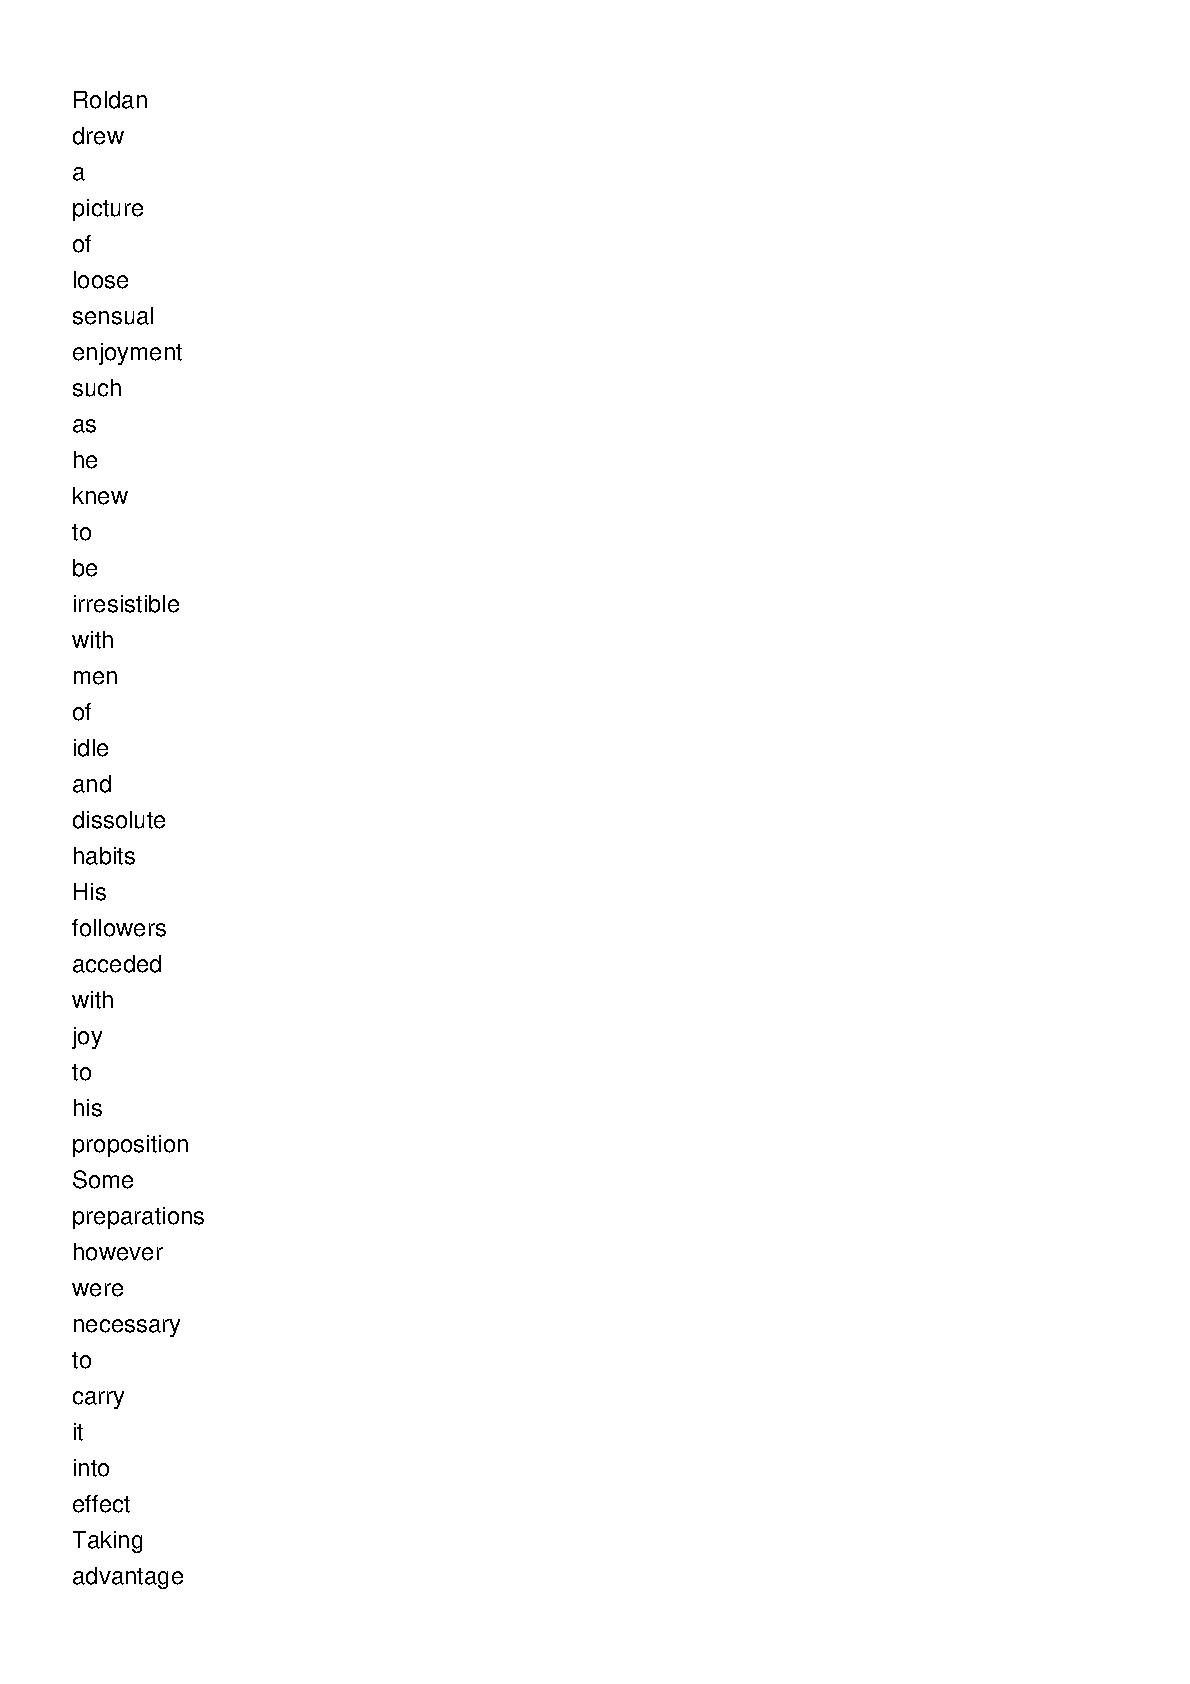 Roldan
drew
a
picture
of
loose
sensual
enjoyment
such
as
he
knew
to
be
irresistible
with
men
of
idle
and
dissolute
habits
His
followers
acceded
with
joy
to
his
proposition
Some
preparations
however
were
necessary
to
carry
it
into
effect
Taking
advantage